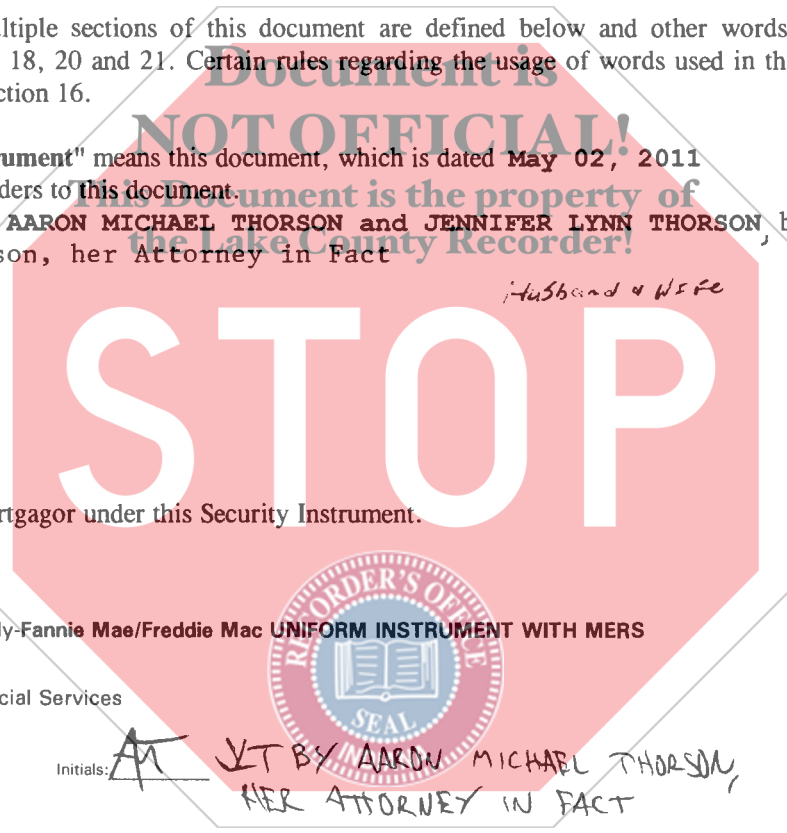 ltiple sections of this document are defined below and other words
18, 20 and 21. Certain rules regarding the usage of words used in th
ction 16.
Document is
NOT OFFICIAL!
This Document is the property of
the Lake County Recorder!
rument" means this document, which is dated May 02, 2011
ders to this document.
AARON MICHAEL THORSON and JENNIFER LYNN THORSON, b
son, her Attorney in Fact
Husband & Wife
STOP
rtgagor under this Security Instrument.
RECORDER'S OFFICE
SEAL
ly-Fannie Mae/Freddie Mac UNIFORM INSTRUMENT WITH MERS
cial Services
Initials: AT BY AARON MICHAEL THORSON,
HER ATTORNEY IN FACT